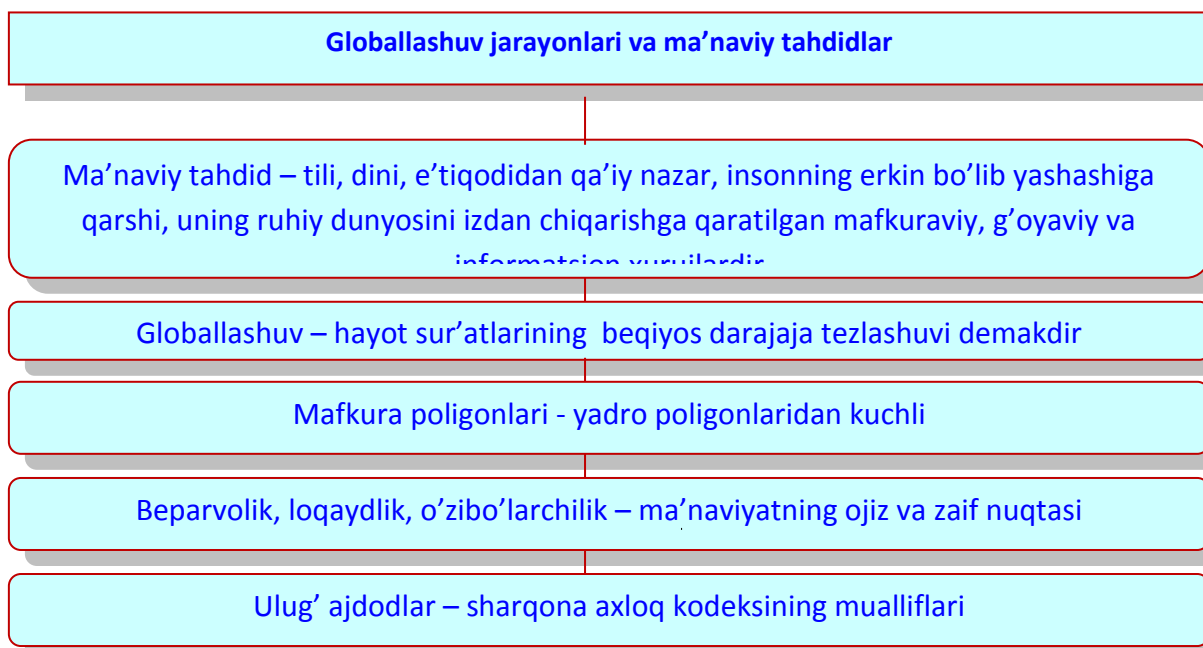 Globallashuv jarayonlari va ma’naviy tahdidlar
Ma’naviy tahdid – tili, dini, e’tiqodidan qa’iy nazar, insonning erkin bo’lib yashashiga
qarshi, uning ruhiy dunyosini izdan chiqarishga qaratilgan mafkuraviy, g’oyaviy va
Globallashuv – hayot sur’atlarining beqiyos darajaja tezlashuvi demakdir
Mafkura poligonlari - yadro poligonlaridan kuchli
Beparvolik, loqaydlik, o’zibo’larchilik – ma’naviyatning ojiz va zaif nuqtasi
Ulug’ ajdodlar – sharqona axloq kodeksining mualliflari